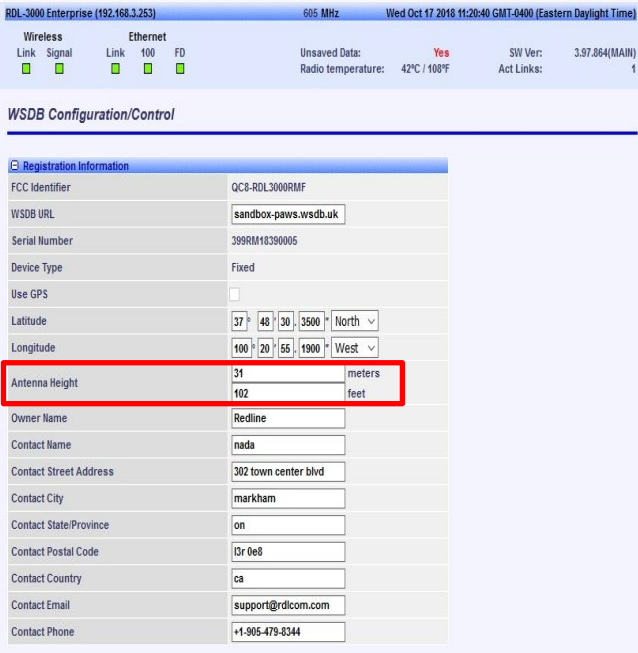 RDL-3000 Enterprise (192.168.3.253) 605 MHz Wed Oct 17 2018 11:20:40 GMT-0400 (Eastern Daylight Time)
Wireless Ethernet
Link Signal Link 100 FD
Unsaved Data: Yes SW Ver: 3.97.864(MAIN)
Radio temperature: 42°C / 108°F Act Links: 1
WSDB Configuration/Control
Registration Information
FCC Identifier QC8-RDL3000RMF
WSDB URL sandbox-paws.wsdb.uk
Serial Number 399RM18390005
Device Type Fixed
Use GPS
Latitude 37 ° 48 ' 30 . 3500 " North
Longitude 100 ° 20 ' 55 . 1900 " West
Antenna Height 31 meters
102 feet
Owner Name Redline
Contact Name nada
Contact Street Address 302 town center blvd
Contact City markham
Contact State/Province on
Contact Postal Code l3r 0e8
Contact Country ca
Contact Email support@rdlcom.com
Contact Phone +1-905-479-8344